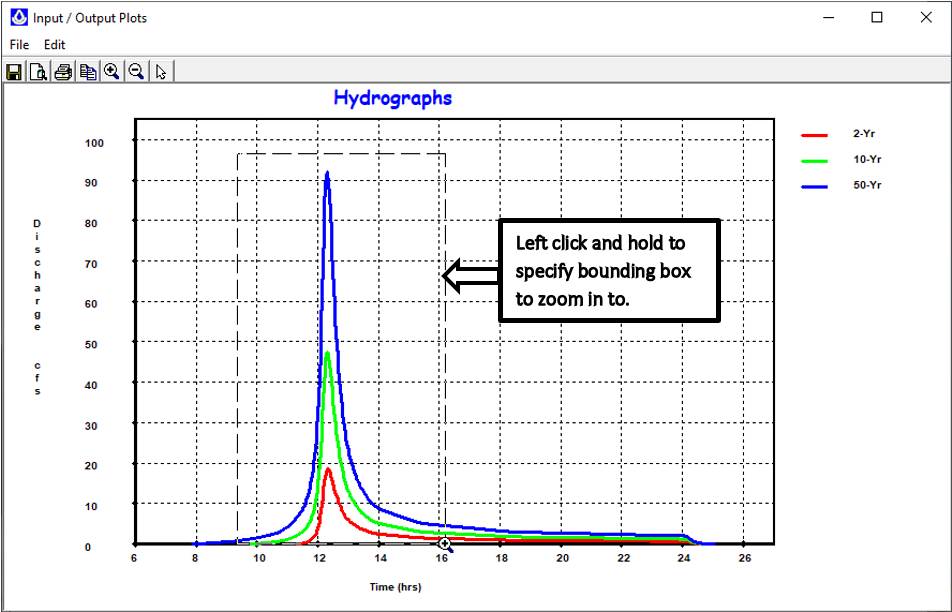 Input / Output Plots
File Edit
Hydrographs
100
90
80
70
60
50
40
30
20
10
0
Discharge cfs
2-Yr
10-Yr
50-Yr
Left click and hold to
specify bounding box
to zoom in to.
6 8 10 12 14 16 18 20 22 24 26
Time (hrs)